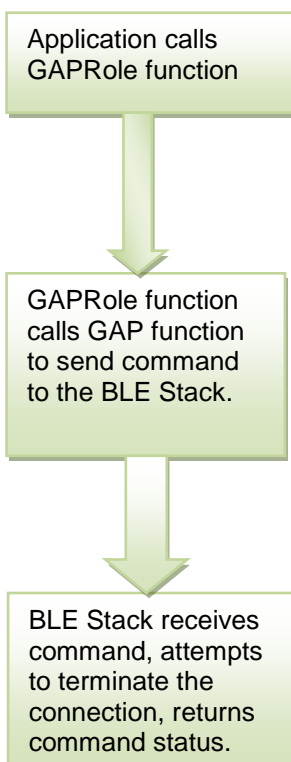 Application calls
GAPRole function
GAPRole function
calls GAP function
to send command
to the BLE Stack.
BLE Stack receives
command, attempts
to terminate the
connection, returns
command status.